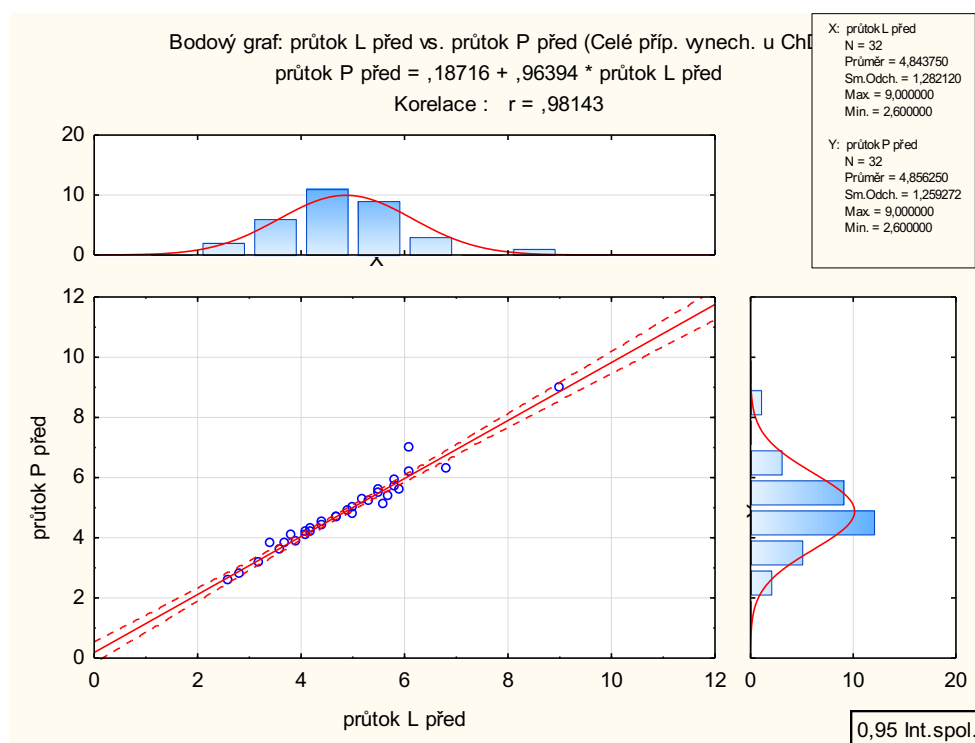 Bodový graf: průtok L před vs. průtok P před (Celé příp. vynech. u ChD
průtok P před = ,18716 + ,96394 * průtok L před
Korelace : r = ,98143
X: průtok L před
N = 32
Průměr = 4,843750
Sm.Odch. = 1,282120
Max. = 9,000000
Min. = 2,600000
Y: průtok P před
N = 32
Průměr = 4,856250
Sm.Odch. = 1,259272
Max. = 9,000000
Min. = 2,600000
20
10
0
12
10
8
6
4
2
0
průtok P před
0 2 4 6 8 10 12
průtok L před
0 10 20
0,95 Int.spol.